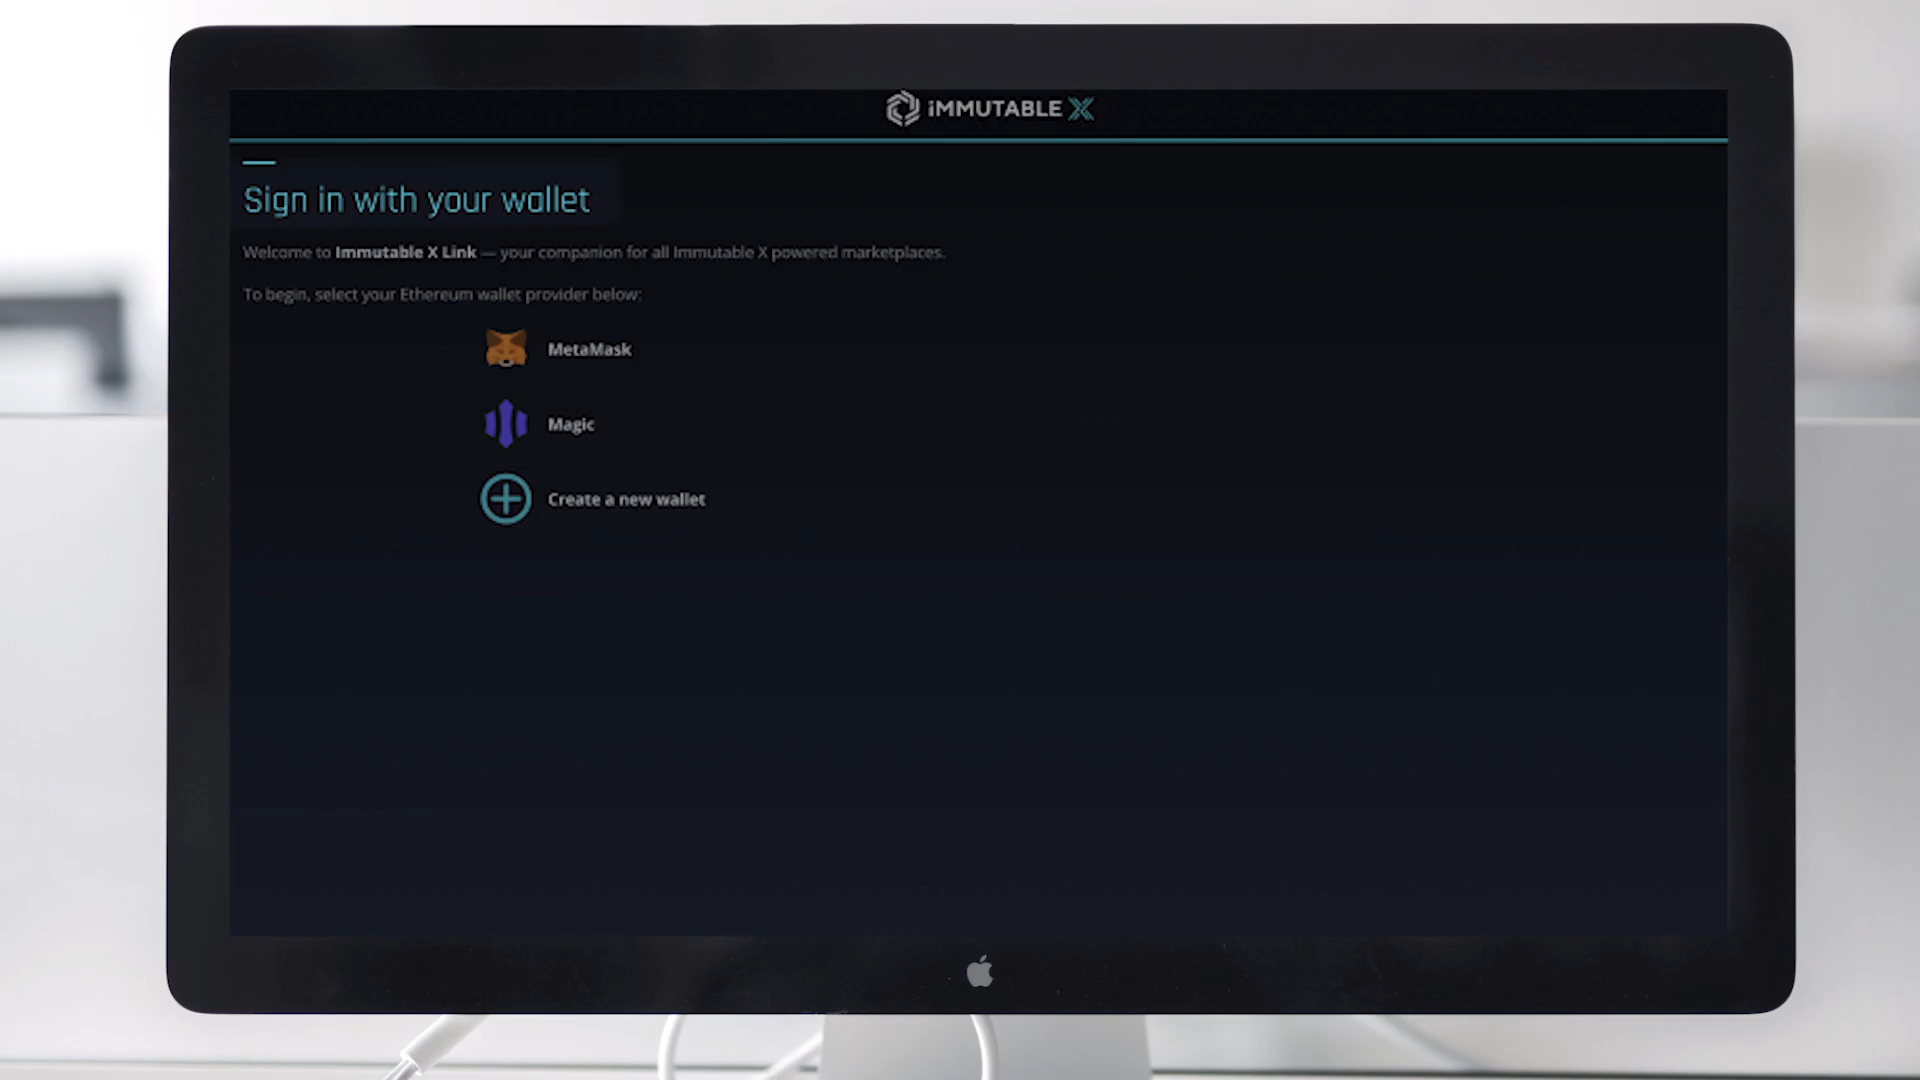 iMMUTABLE X
Sign in with your wallet
Welcome to Immutable X Link — your companion for all Immutable X powered marketplaces.
To begin, select your Ethereum wallet provider below:
MetaMask
Magic
Create a new wallet